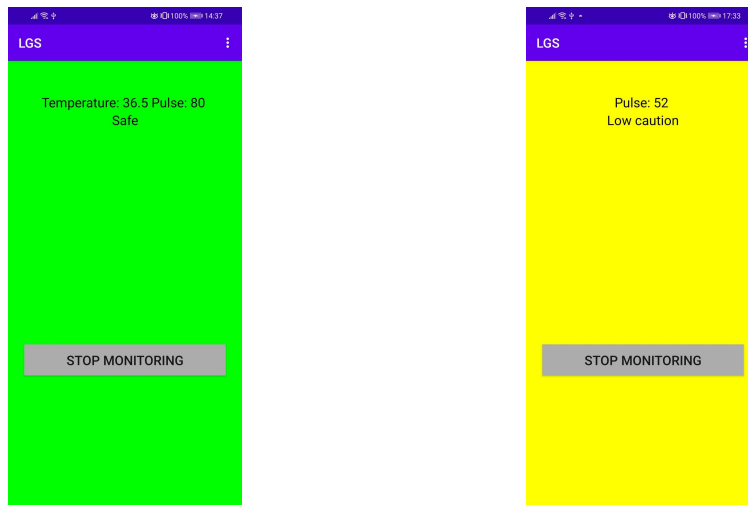 100% 14:37
LGS
Temperature: 36.5 Pulse: 80
Safe
STOP MONITORING
100% 17:33
LGS
Pulse: 52
Low caution
STOP MONITORING